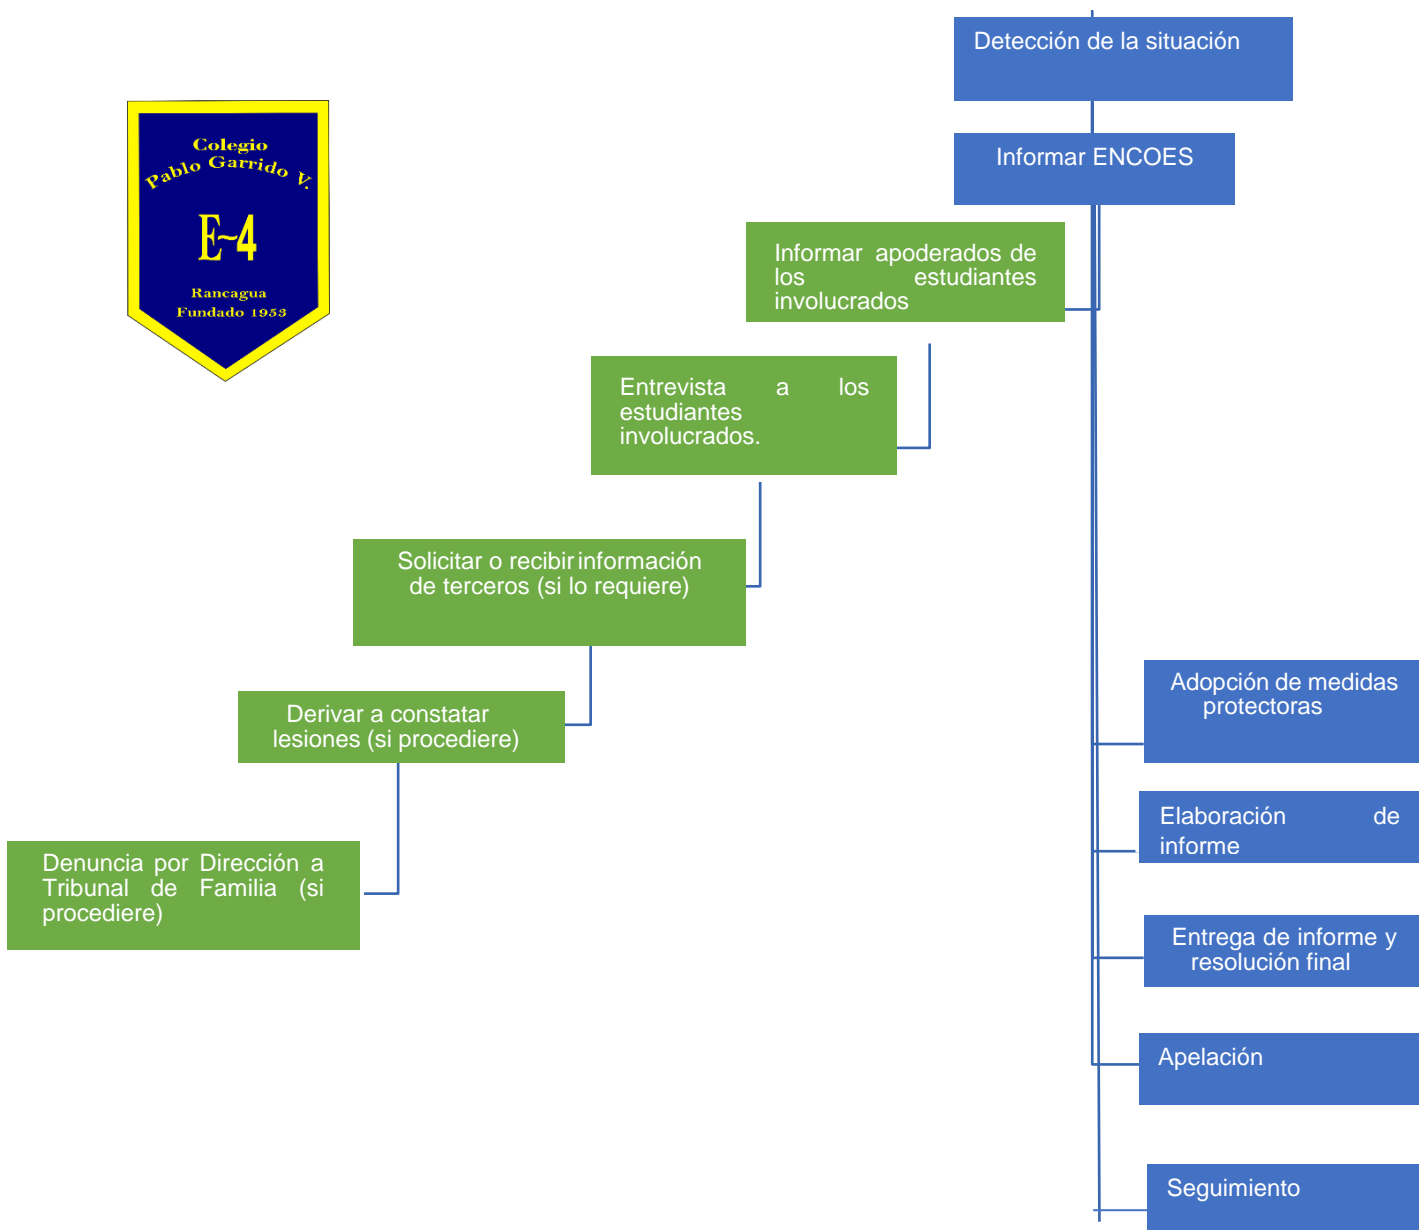 Detección de la situación
Colegio
Pablo Garrido V.
E~4
Rancagua
Fundado 1953
Informar ENCOES
Informar apoderados de
los estudiantes
involucrados
Entrevista a los
estudiantes
involucrados.
Solicitar o recibir información
de terceros (si lo requiere)
Derivar a constatar
lesiones (si procediere)
Denuncia por Dirección a
Tribunal de Familia (si
procediere)
Adopción de medidas
protectoras
Elaboración de
informe
Entrega de informe y
resolución final
Apelación
Seguimiento